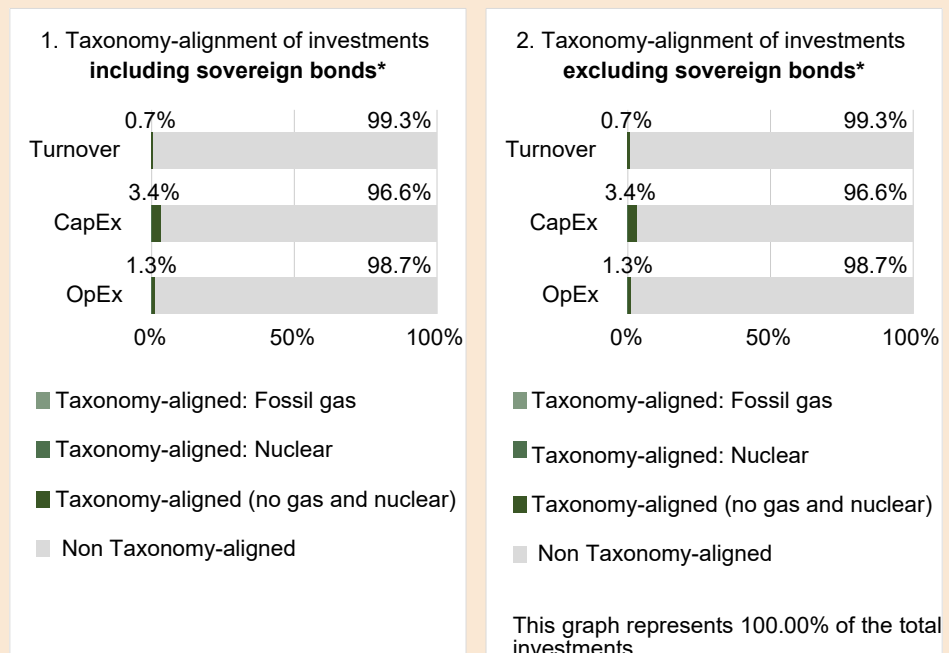 1. Taxonomy-alignment of investments
including sovereign bonds*
0.7% 99.3%
Turnover
3.4% 96.6%
CapEx
1.3% 98.7%
OpEx
0% 50% 100%
Taxonomy-aligned: Fossil gas
Taxonomy-aligned: Nuclear
Taxonomy-aligned (no gas and nuclear)
Non Taxonomy-aligned
2. Taxonomy-alignment of investments
excluding sovereign bonds*
0.7% 99.3%
Turnover
3.4% 96.6%
CapEx
1.3% 98.7%
OpEx
0% 50% 100%
Taxonomy-aligned: Fossil gas
Taxonomy-aligned: Nuclear
Taxonomy-aligned (no gas and nuclear)
Non Taxonomy-aligned
This graph represents 100.00% of the total
investments